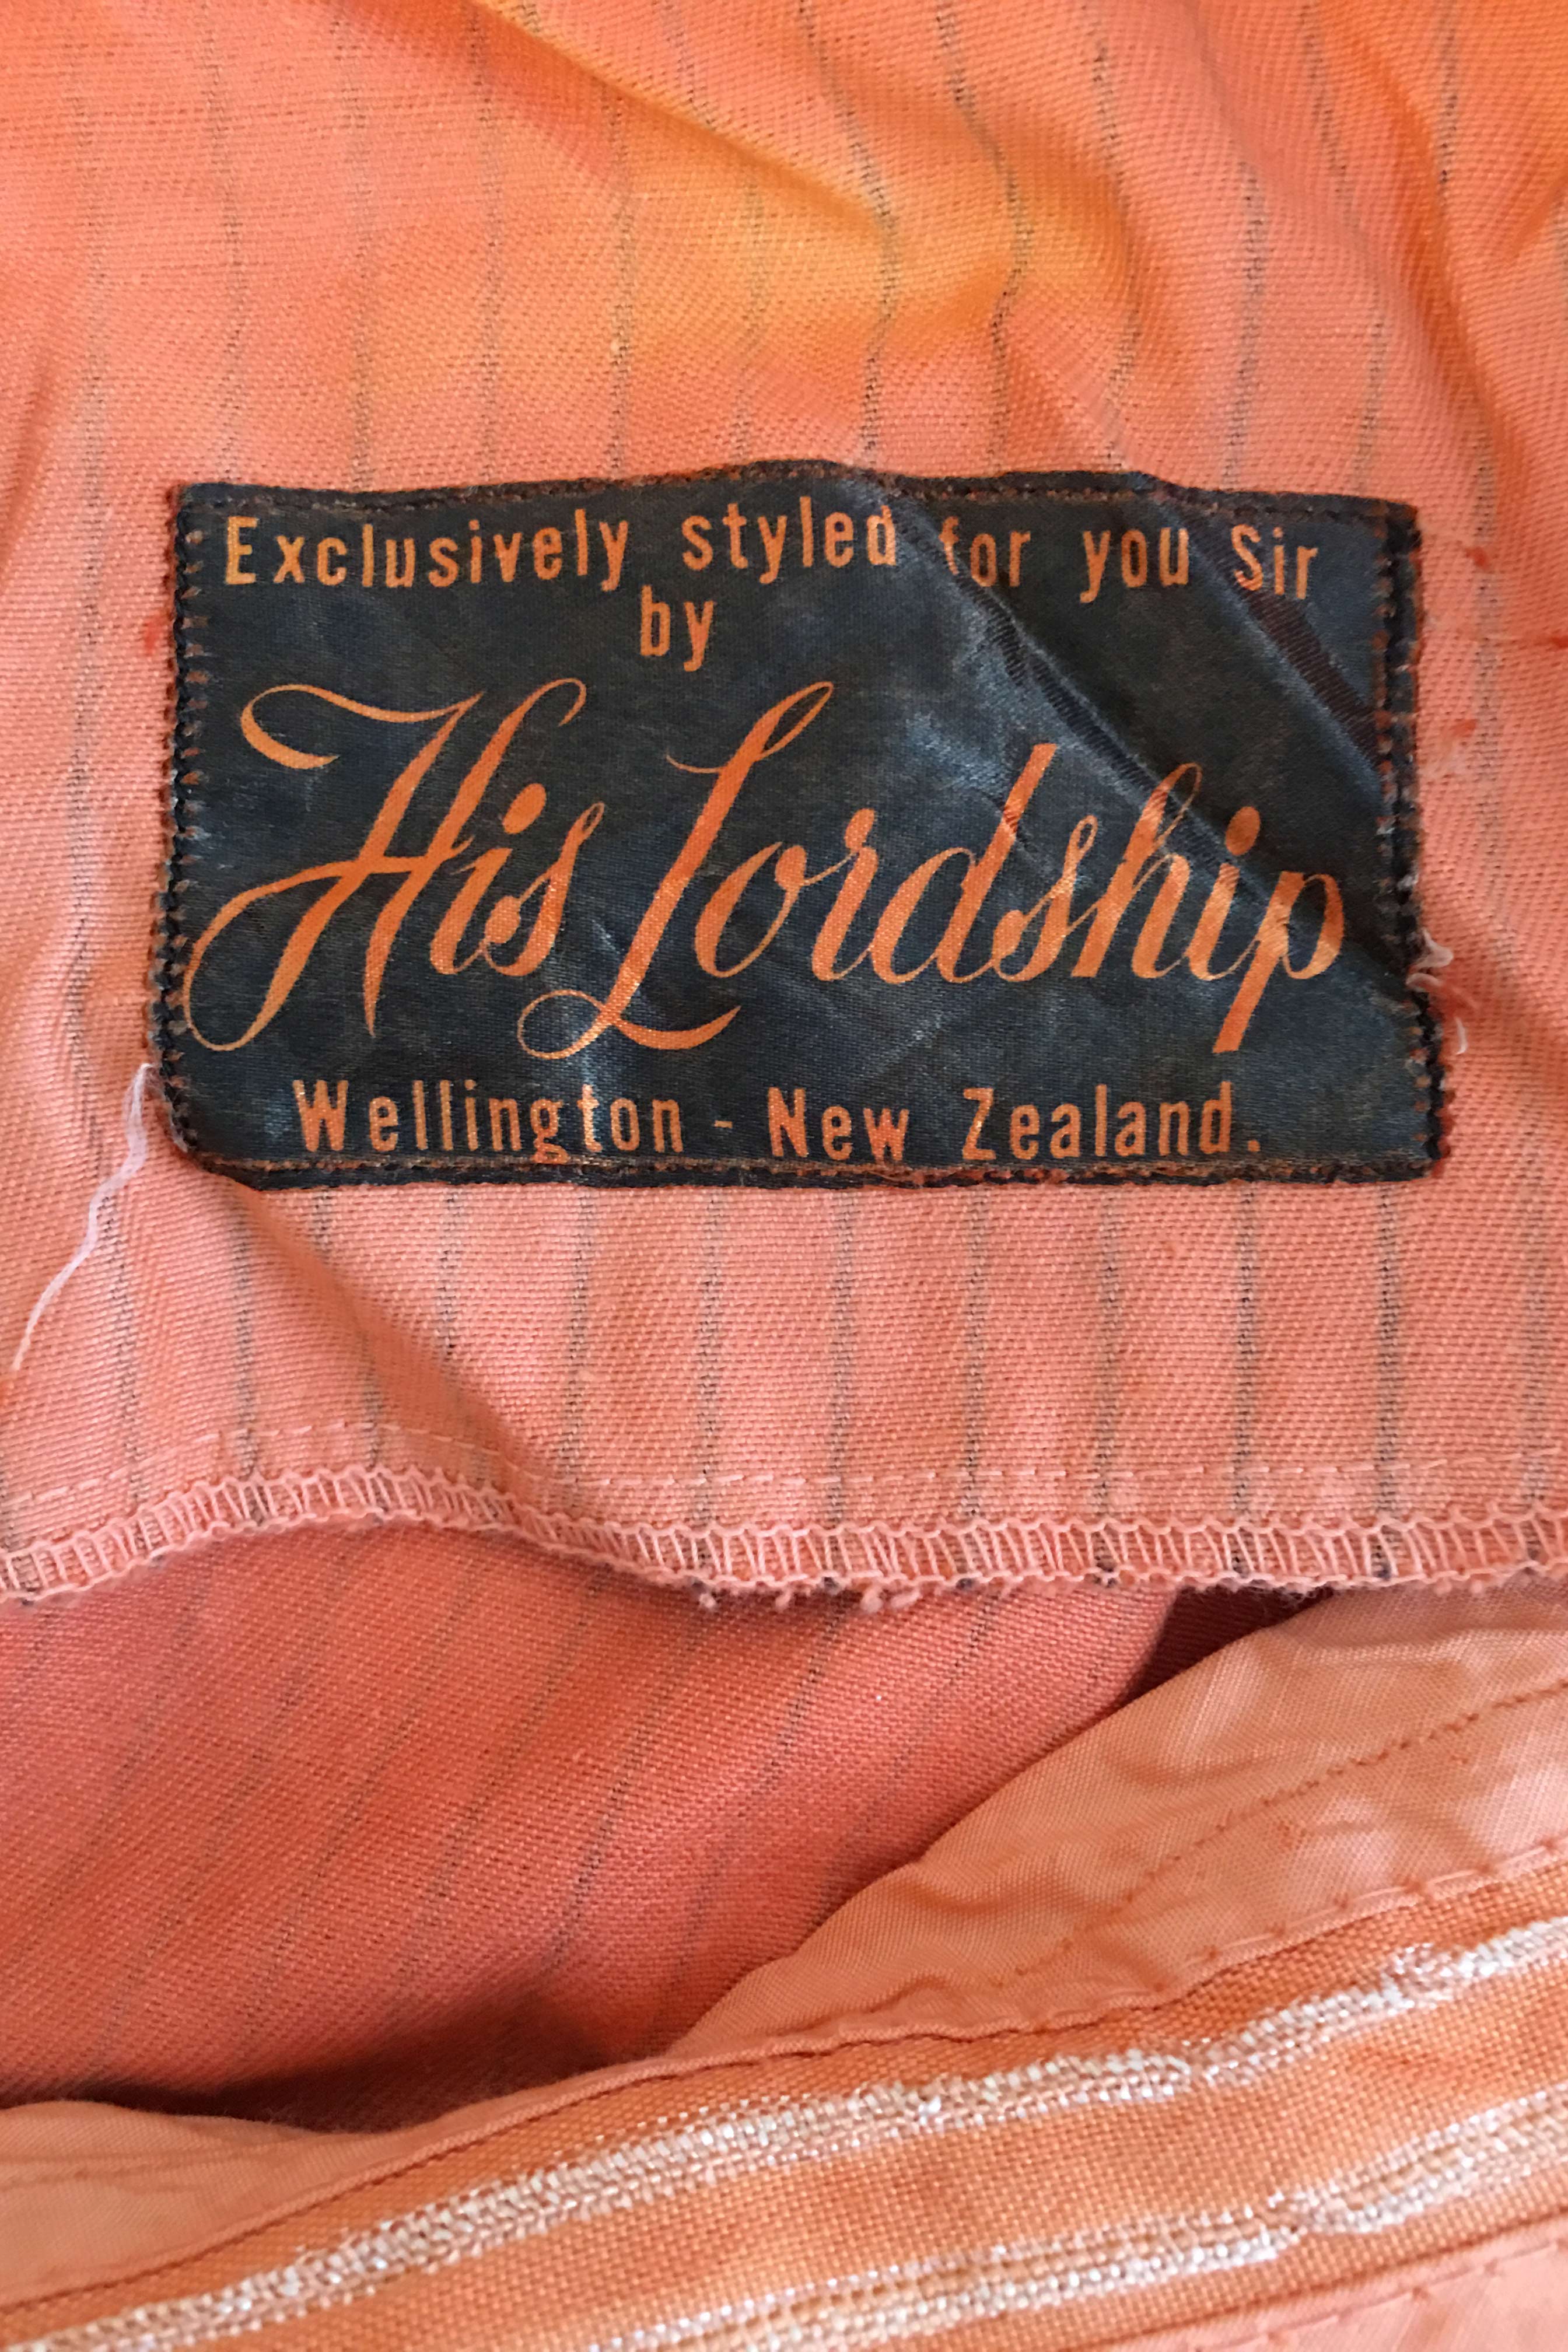 Exclusively styled for you Sir
by
His Lordship
Wellington - New Zealand.